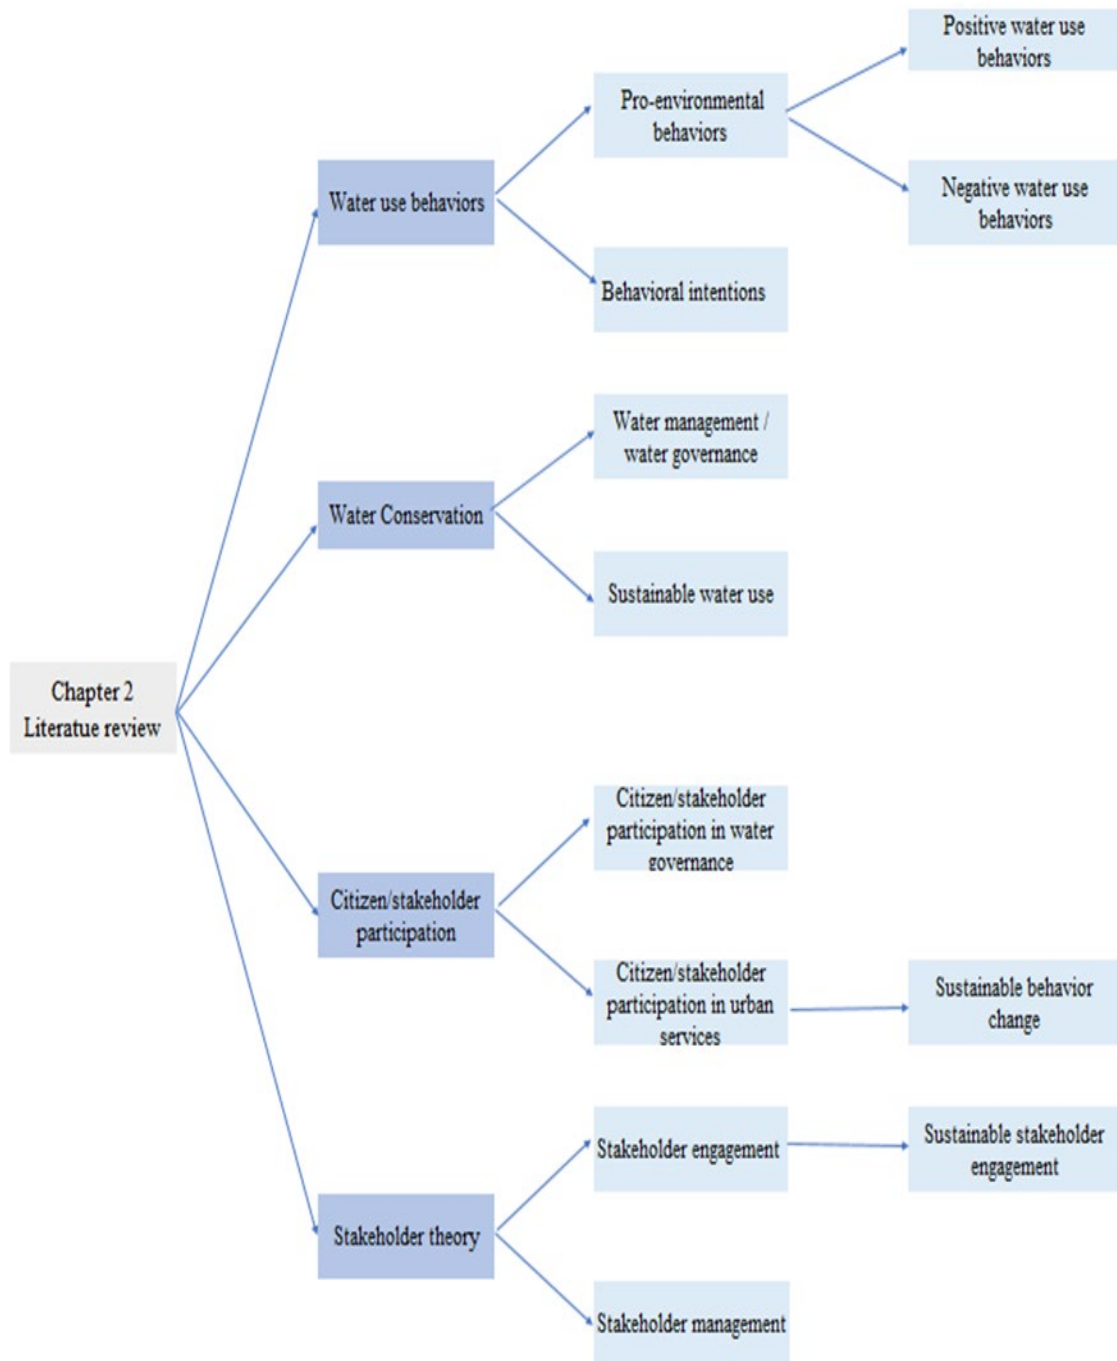 Positive water use
behaviors
Pro-environmental
behaviors
Water use behaviors
Negative water use
behaviors
Behavioral intentions
Water management /
water governance
Water Conservation
Sustainable water use
Chapter 2
Literatue review
Citizen/stakeholder
participation in water
governance
Citizen/stakeholder
participation
Citizen/stakeholder
participation in urban
services
Sustainable behavior
change
Stakeholder engagement
Sustainable stakeholder
engagement
Stakeholder theory
Stakeholder management